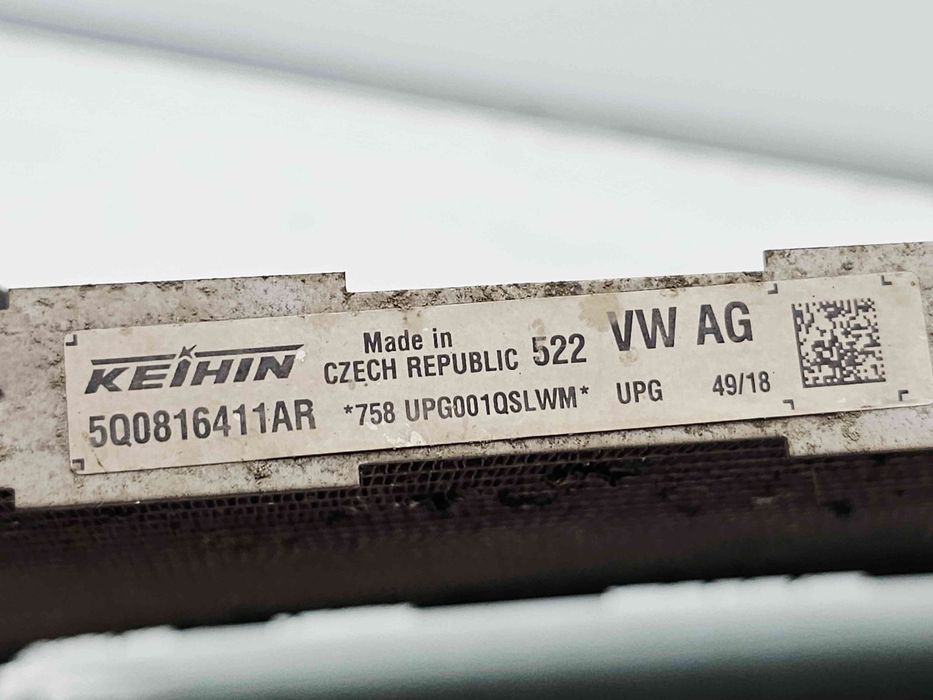 KEIHIN Made in CZECH REPUBLIC 522 VW AG
5Q0816411AR *758 UPG001QSLWM* UPG 49/18